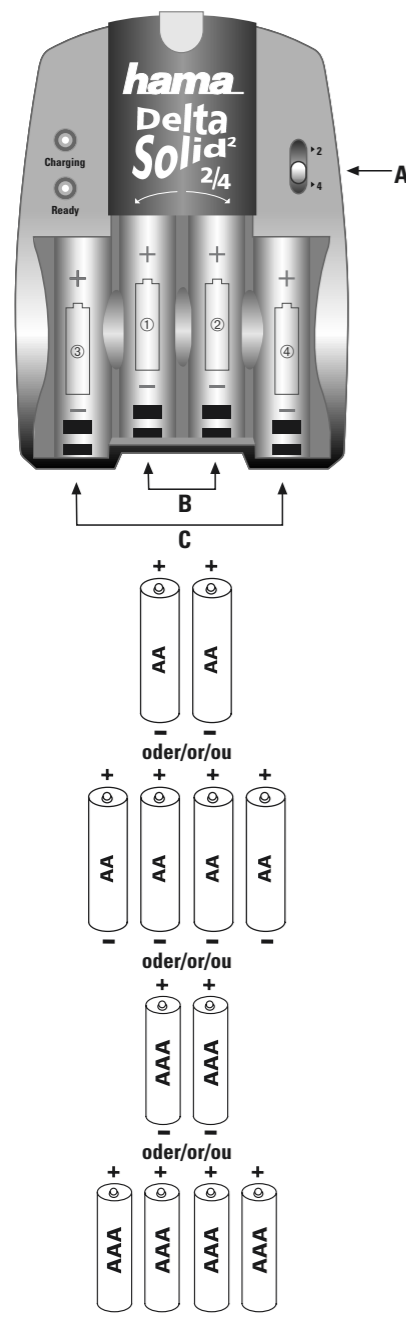 hama
Delta
Solid²
2/4
Charging
Ready
▸2
▸4
A
+ + + +
③ ① ② ④
− − − −
B
C
+ +
AA AA
− −
oder/or/ou
+ + + +
AA AA AA AA
− − − −
oder/or/ou
+ +
AAA AAA
− −
oder/or/ou
+ + + +
AAA AAA AAA AAA